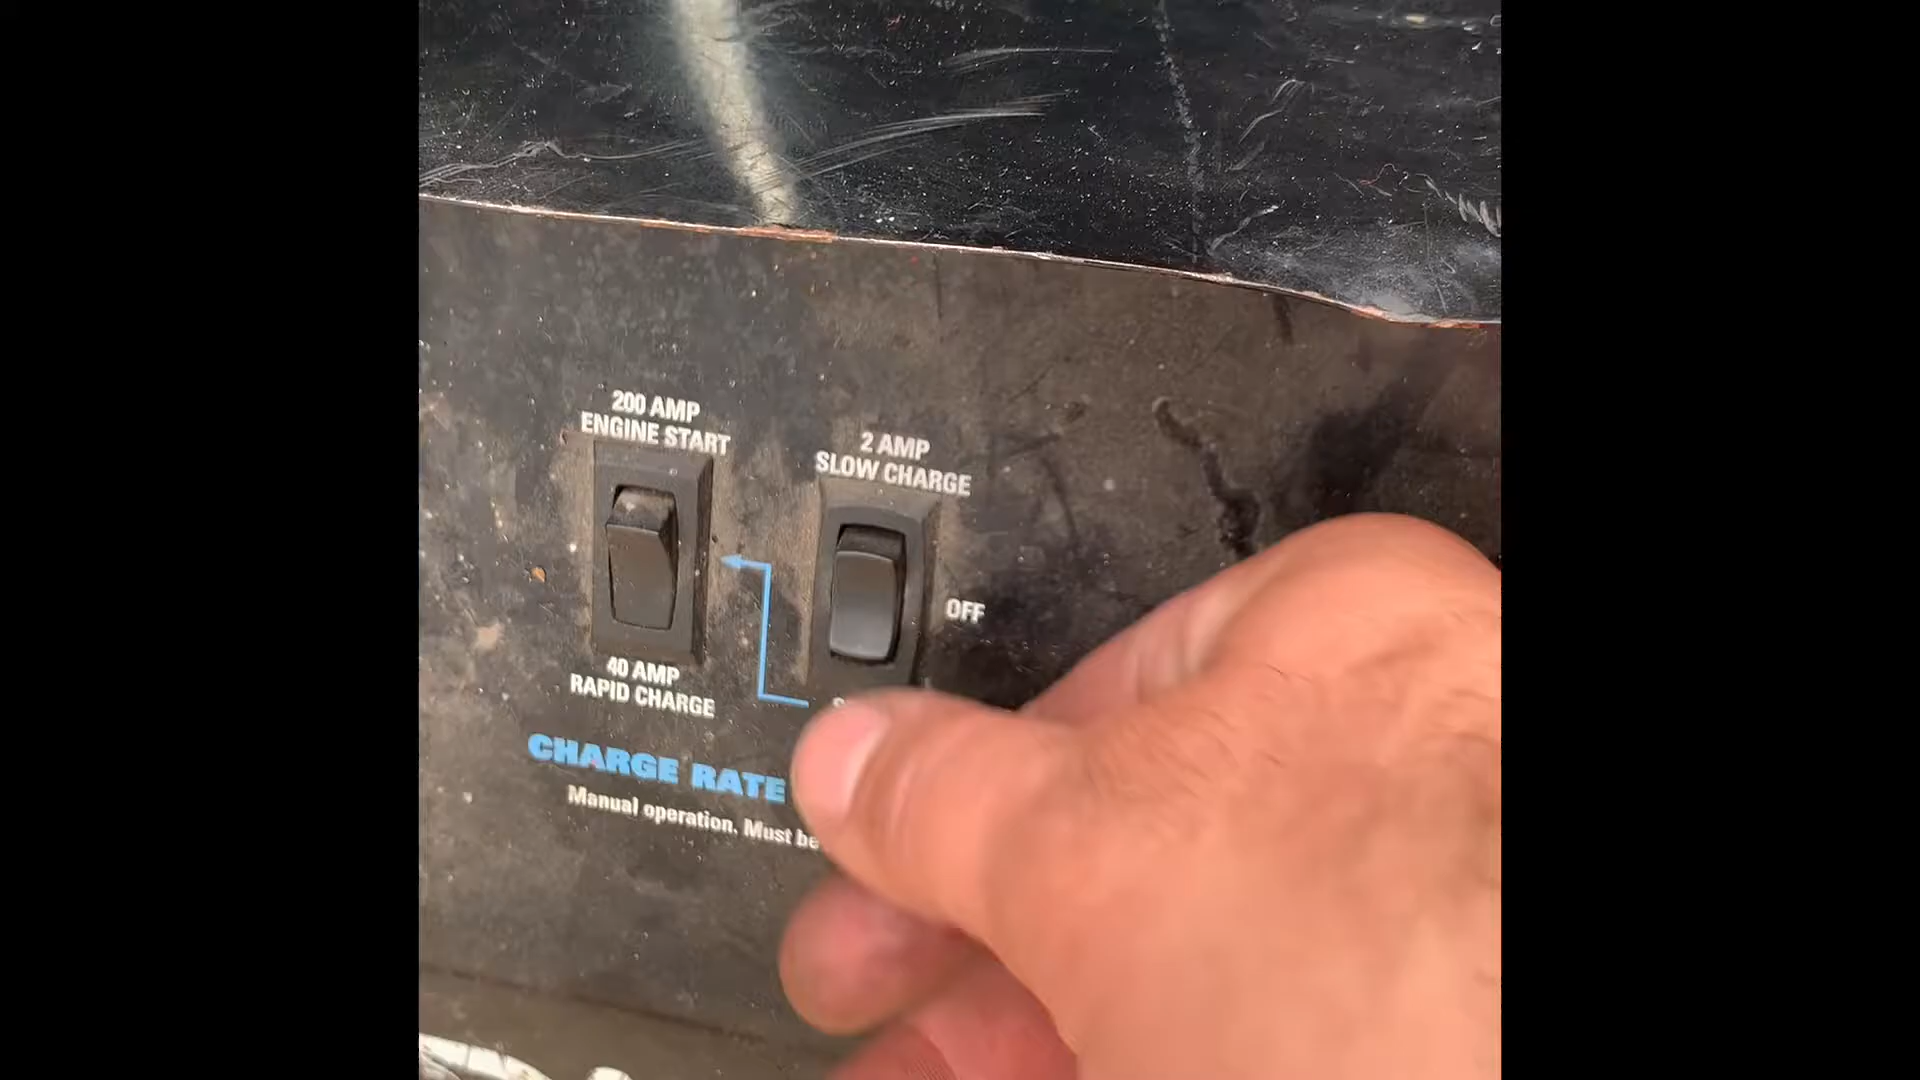 200 AMP
ENGINE START
2 AMP
SLOW CHARGE
OFF
40 AMP
RAPID CHARGE
CHARGE RATE
Manual operation. Must be